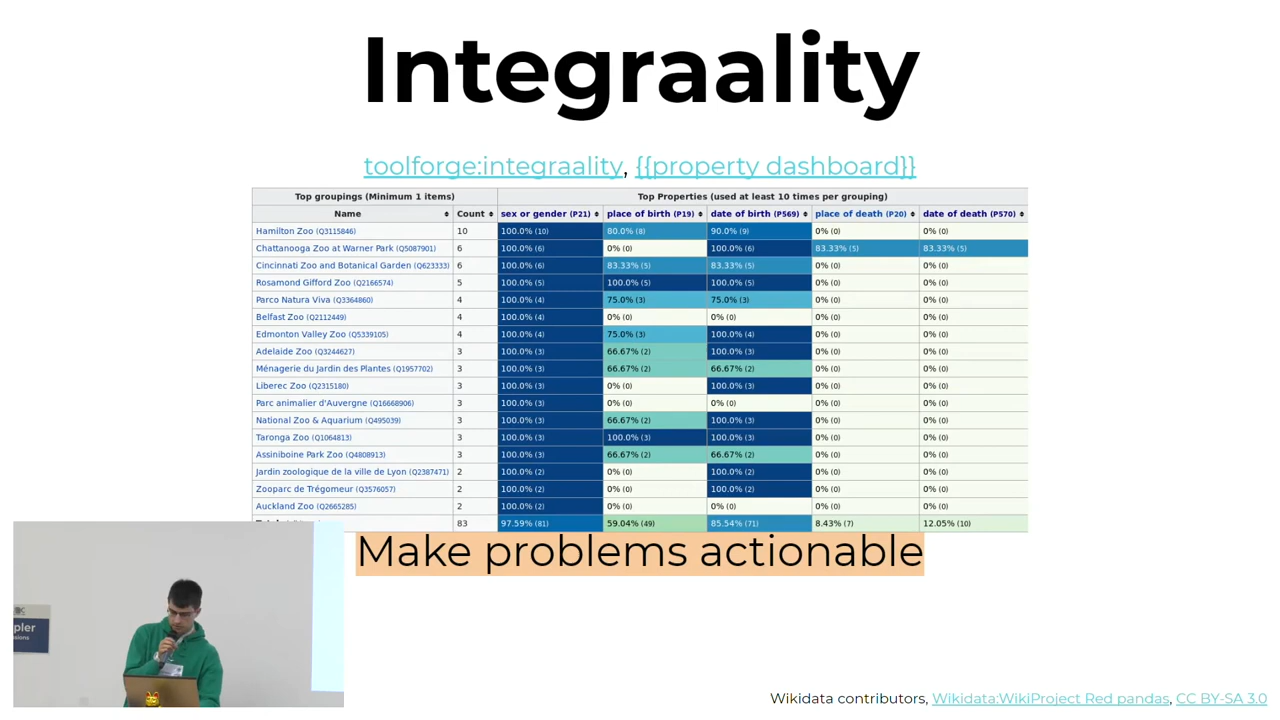 Integraality
toolforge:integraality, {{property dashboard}}
Top groupings (Minimum 1 items) Top Properties (used at least 10 times per grouping)
Name Count sex or gender (P21) place of birth (P19) date of birth (P569) place of death (P20) date of death (P570)
Hamilton Zoo (Q3115846) 10 100.0% (10) 80.0% (8) 90.0% (9) 0% (0) 0% (0)
Chattanooga Zoo at Warner Park (Q5087901) 6 100.0% (6) 0% (0) 100.0% (6) 83.33% (5) 83.33% (5)
Cincinnati Zoo and Botanical Garden (Q623333) 6 100.0% (6) 83.33% (5) 83.33% (5) 0% (0) 0% (0)
Rosamond Gifford Zoo (Q2166574) 5 100.0% (5) 100.0% (5) 100.0% (5) 0% (0) 0% (0)
Parco Natura Viva (Q3364860) 4 100.0% (4) 75.0% (3) 75.0% (3) 0% (0) 0% (0)
Belfast Zoo (Q2112449) 4 100.0% (4) 0% (0) 0% (0) 0% (0) 0% (0)
Edmonton Valley Zoo (Q5339105) 4 100.0% (4) 75.0% (3) 100.0% (4) 0% (0) 0% (0)
Adelaide Zoo (Q3244627) 3 100.0% (3) 66.67% (2) 100.0% (3) 0% (0) 0% (0)
Ménagerie du Jardin des Plantes (Q1957702) 3 100.0% (3) 66.67% (2) 66.67% (2) 0% (0) 0% (0)
Liberec Zoo (Q2315180) 3 100.0% (3) 0% (0) 100.0% (3) 0% (0) 0% (0)
Parc animalier d'Auvergne (Q16668906) 3 100.0% (3) 0% (0) 0% (0) 0% (0) 0% (0)
National Zoo & Aquarium (Q495039) 3 100.0% (3) 66.67% (2) 100.0% (3) 0% (0) 0% (0)
Taronga Zoo (Q1064813) 3 100.0% (3) 100.0% (3) 100.0% (3) 0% (0) 0% (0)
Assiniboine Park Zoo (Q4808913) 3 100.0% (3) 66.67% (2) 66.67% (2) 0% (0) 0% (0)
Jardin zoologique de la ville de Lyon (Q2387471) 2 100.0% (2) 0% (0) 100.0% (2) 0% (0) 0% (0)
Zooparc de Trégomeur (Q3576057) 2 100.0% (2) 0% (0) 100.0% (2) 0% (0) 0% (0)
Auckland Zoo (Q2665285) 2 100.0% (2) 0% (0) 0% (0) 0% (0) 0% (0)
83 97.59% (81) 59.04% (49) 85.54% (71) 8.43% (7) 12.05% (10)
Make problems actionable
pler
Wikidata contributors, Wikidata:WikiProject Red pandas, CC BY-SA 3.0